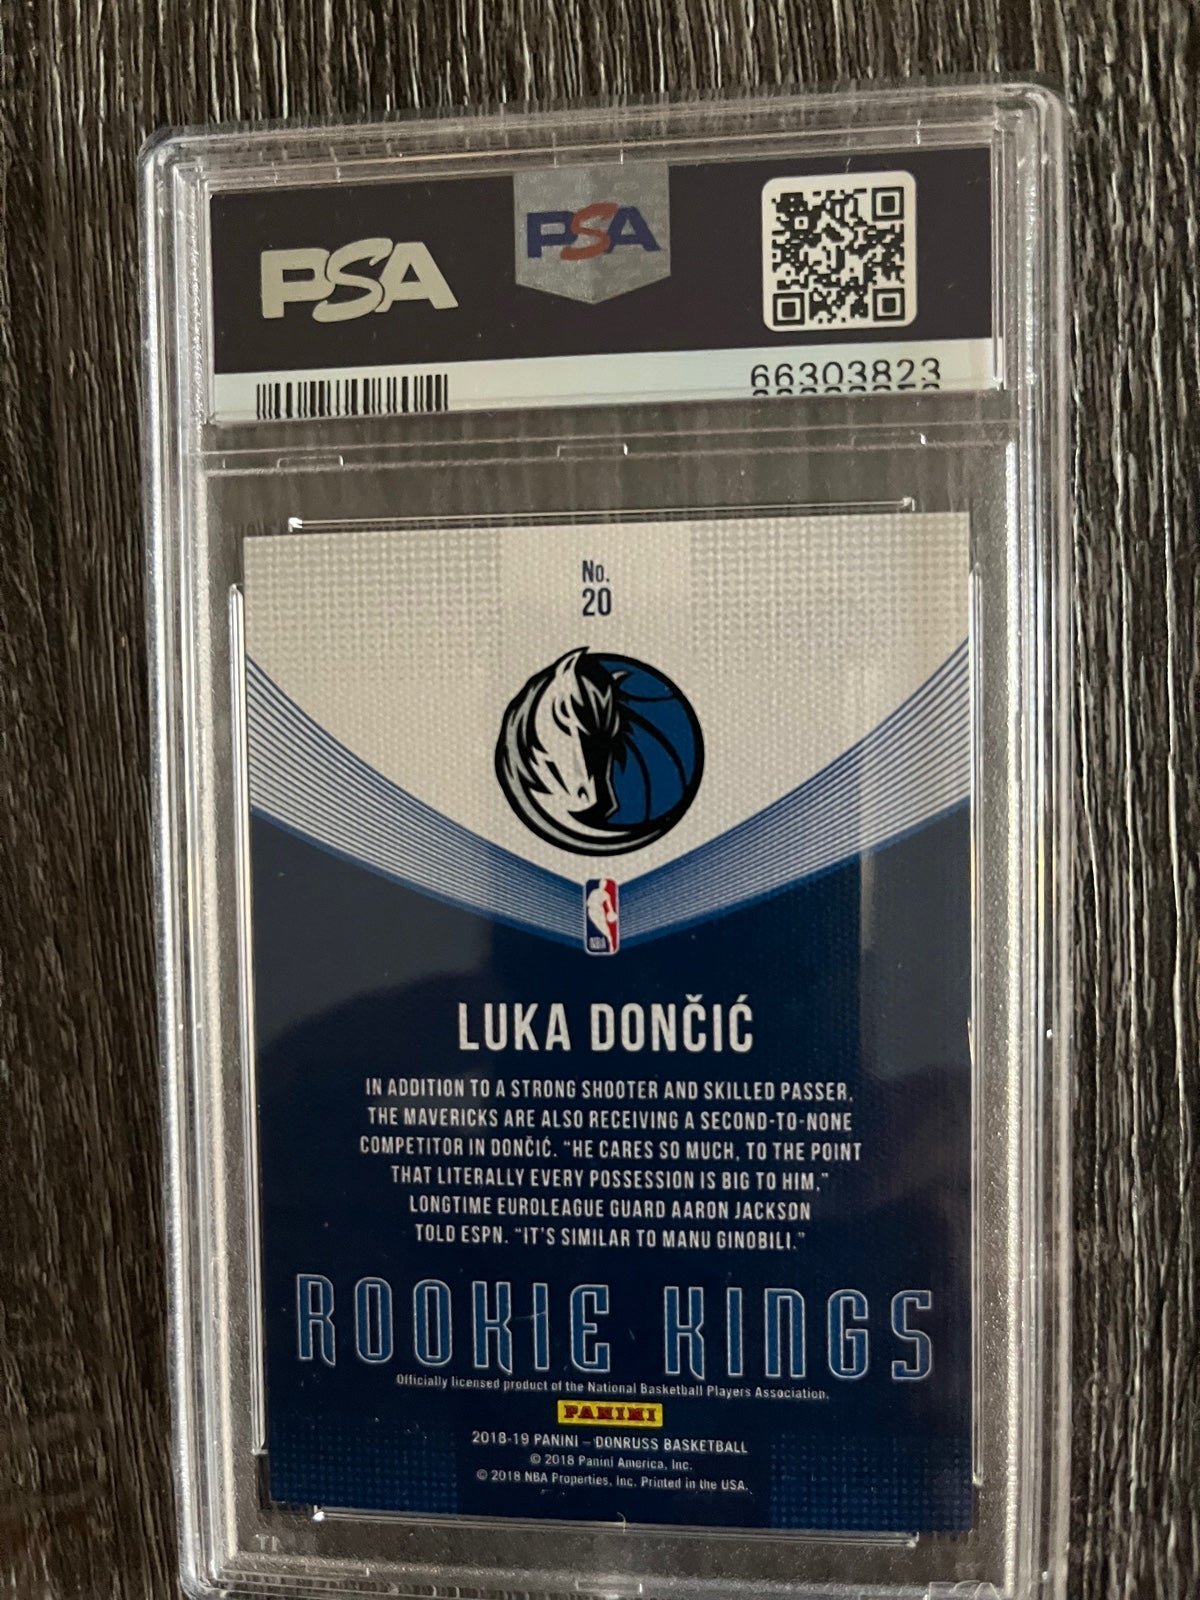 PSA
PSA
66303823
No.
20
NBA
LUKA DONČIĆ
IN ADDITION TO A STRONG SHOOTER AND SKILLED PASSER,
THE MAVERICKS ARE ALSO RECEIVING A SECOND-TO-NONE
COMPETITOR IN DONČIĆ. “HE CARES SO MUCH, TO THE POINT
THAT LITERALLY EVERY POSSESSION IS BIG TO HIM,”
LONGTIME EUROLEAGUE GUARD AARON JACKSON
TOLD ESPN. “IT’S SIMILAR TO MANU GINOBILI.”
ROOKIE KINGS
Officially licensed product of the National Basketball Players Association.
PANINI
2018-19 PANINI – DONRUSS BASKETBALL
© 2018 Panini America, Inc.
© 2018 NBA Properties, Inc. Printed in the USA.